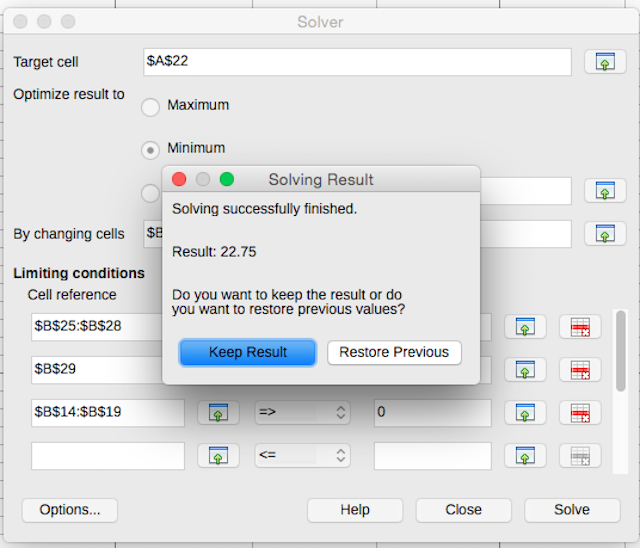 Solver
Target cell
$A$22
Optimize result to
Maximum
Minimum
Solving Result
Solving successfully finished.
Result: 22.75
Do you want to keep the result or do
you want to restore previous values?
Keep Result
Restore Previous
By changing cells
$B
Limiting conditions
Cell reference
$B$25:$B$28
$B$29
$B$14:$B$19
=>
0
<=
Options...
Help
Close
Solve